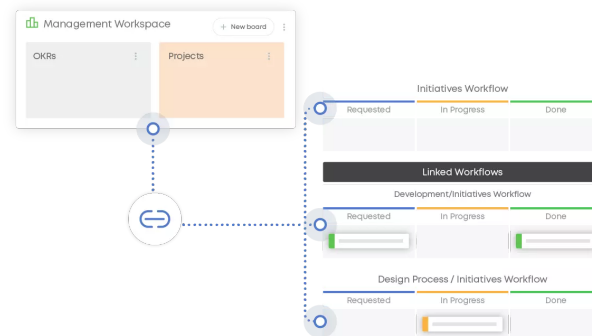 Management Workspace
+ New board
OKRs
Projects
Initiatives Workflow
Requested In Progress Done
Linked Workflows
Development/Initiatives Workflow
Requested In Progress Done
Design Process / Initiatives Workflow
Requested In Progress Done